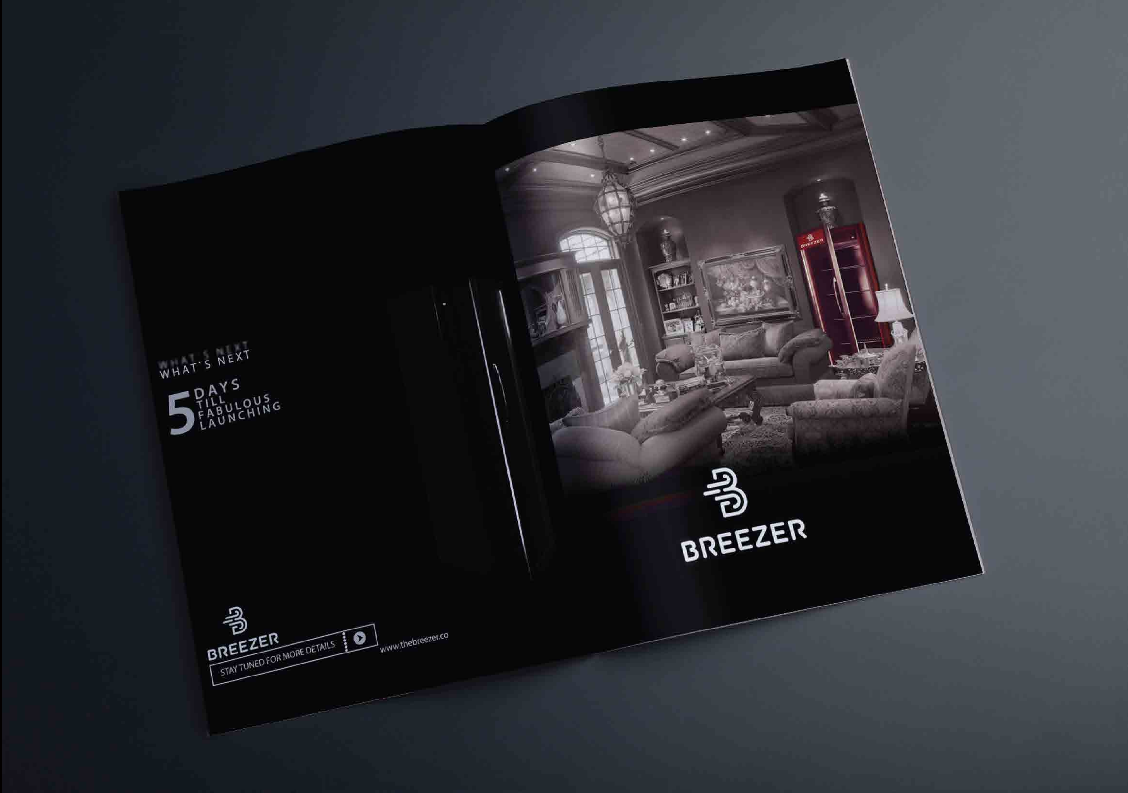 WHAT'S NEXT
WHAT'S NEXT
5 DAYS
TILL
FABULOUS
LAUNCHING
BREEZER
STAY TUNED FOR MORE DETAILS
www.thebreezer.co
BREEZER
BREEZER